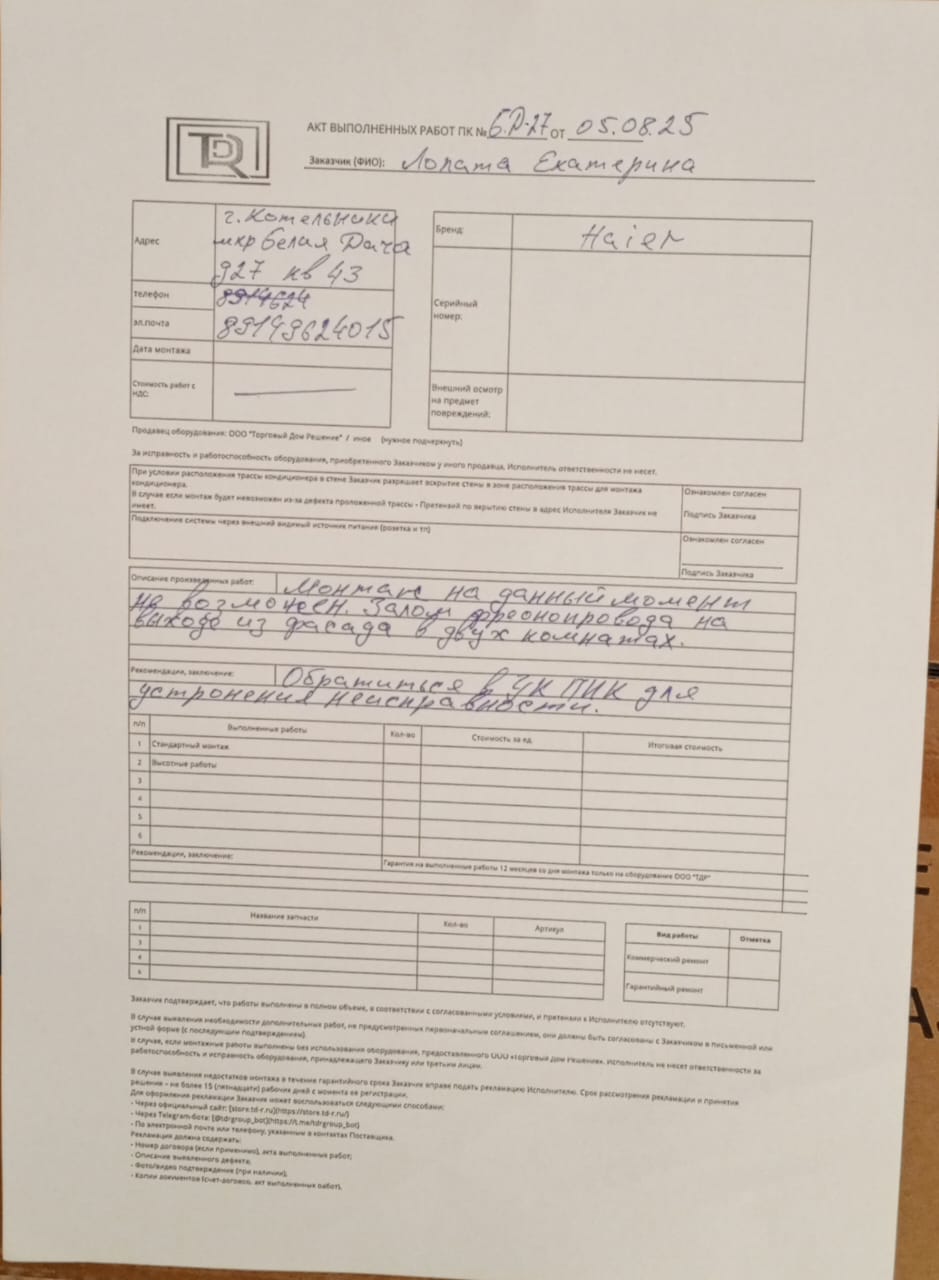 TDR
АКТ ВЫПОЛНЕННЫХ РАБОТ ПК № Б.Д-27 ОТ 05.08.25
Заказчик (ФИО): Лопата Екатерина
Адрес г. Котельники
мкр Белая Дача
д27 кв 43
телефон 8914624
эл.почта 89149624015
Дата монтажа
Стоимость работ с
НДС:
Бренд: Haier
Серийный
номер:
Внешний осмотр
на предмет
повреждений:
Продавец оборудования: ООО "Торговый Дом Решение" / иное (нужное подчеркнуть)
За исправность и работоспособность оборудования, приобретенного Заказчиком у иного продавца, Исполнитель ответственности не несет.
При условии расположения трассы кондиционера в стене Заказчик разрешает вскрытие стены в зоне расположения трассы для монтажа
кондиционера.
В случае если монтаж будет невозможен из-за дефекта проложенной трассы - Претензий по вкрытию стены в адрес Исполнителя Заказчик не
имеет.
Ознакомлен согласен
Подпись Заказчика
Подключение системы через внешний видимый источник питания (розетка и тп)
Ознакомлен согласен
Подпись Заказчика
Описание произведенных работ: Монтаж на данный момент
не возможен. Залом фреонопровода на
выходе из фасада в двух комнатах.
Рекомендации, заключение: Обратиться в УК ПИК для
устронения неисправности.
п/п Выполненные работы Кол-во Стоимость за ед. Итоговая стоимость
1 Стандартный монтаж
2 Высотные работы
3
4
5
6
Рекомендации, заключение: Гарантия на выполненные работы 12 месяцев со дня монтажа только на оборудование ООО "ТДР"
п/п Название запчасти Кол-во Артикул
3
4
Вид работы Отметка
Коммерческий ремонт
Гарантийный ремонт
Заказчик подтверждает, что работы выполнены в полном объеме, в соответствии с согласованными условиями, и претензии к Исполнителю отсутствуют.
В случае выявления необходимости дополнительных работ, не предусмотренных первоначальным соглашением, они должны быть согласованы с Заказчиком в письменной или
устной форме (с последующим подтверждением).
В случае, если монтажные работы выполнены без использования оборудования, предоставленного ООО «Торговый дом Решение», Исполнитель не несет ответственности за
работоспособность и исправность оборудования, принадлежащего Заказчику или третьим лицам.
В случае выявления недостатков монтажа в течение гарантийного срока Заказчик вправе подать рекламацию Исполнителю. Срок рассмотрения рекламации и принятия
решения – не более 15 (пятнадцати) рабочих дней с момента ее регистрации.
Для оформления рекламации Заказчик может воспользоваться следующими способами:
- Через официальный сайт: [store.td-r.ru](https://store.td-r.ru/)
- Через Telegram-бота: [@tdrgroup_bot](https://t.me/tdrgroup_bot)
- По электронной почте или телефону, указанным в контактах Поставщика.
Рекламация должна содержать:
- Номер договора (если применимо), акта выполненных работ;
- Описание выявленного дефекта;
- Фото/видео подтверждение (при наличии),
- Копии документов (счет-договор, акт выполненных работ).